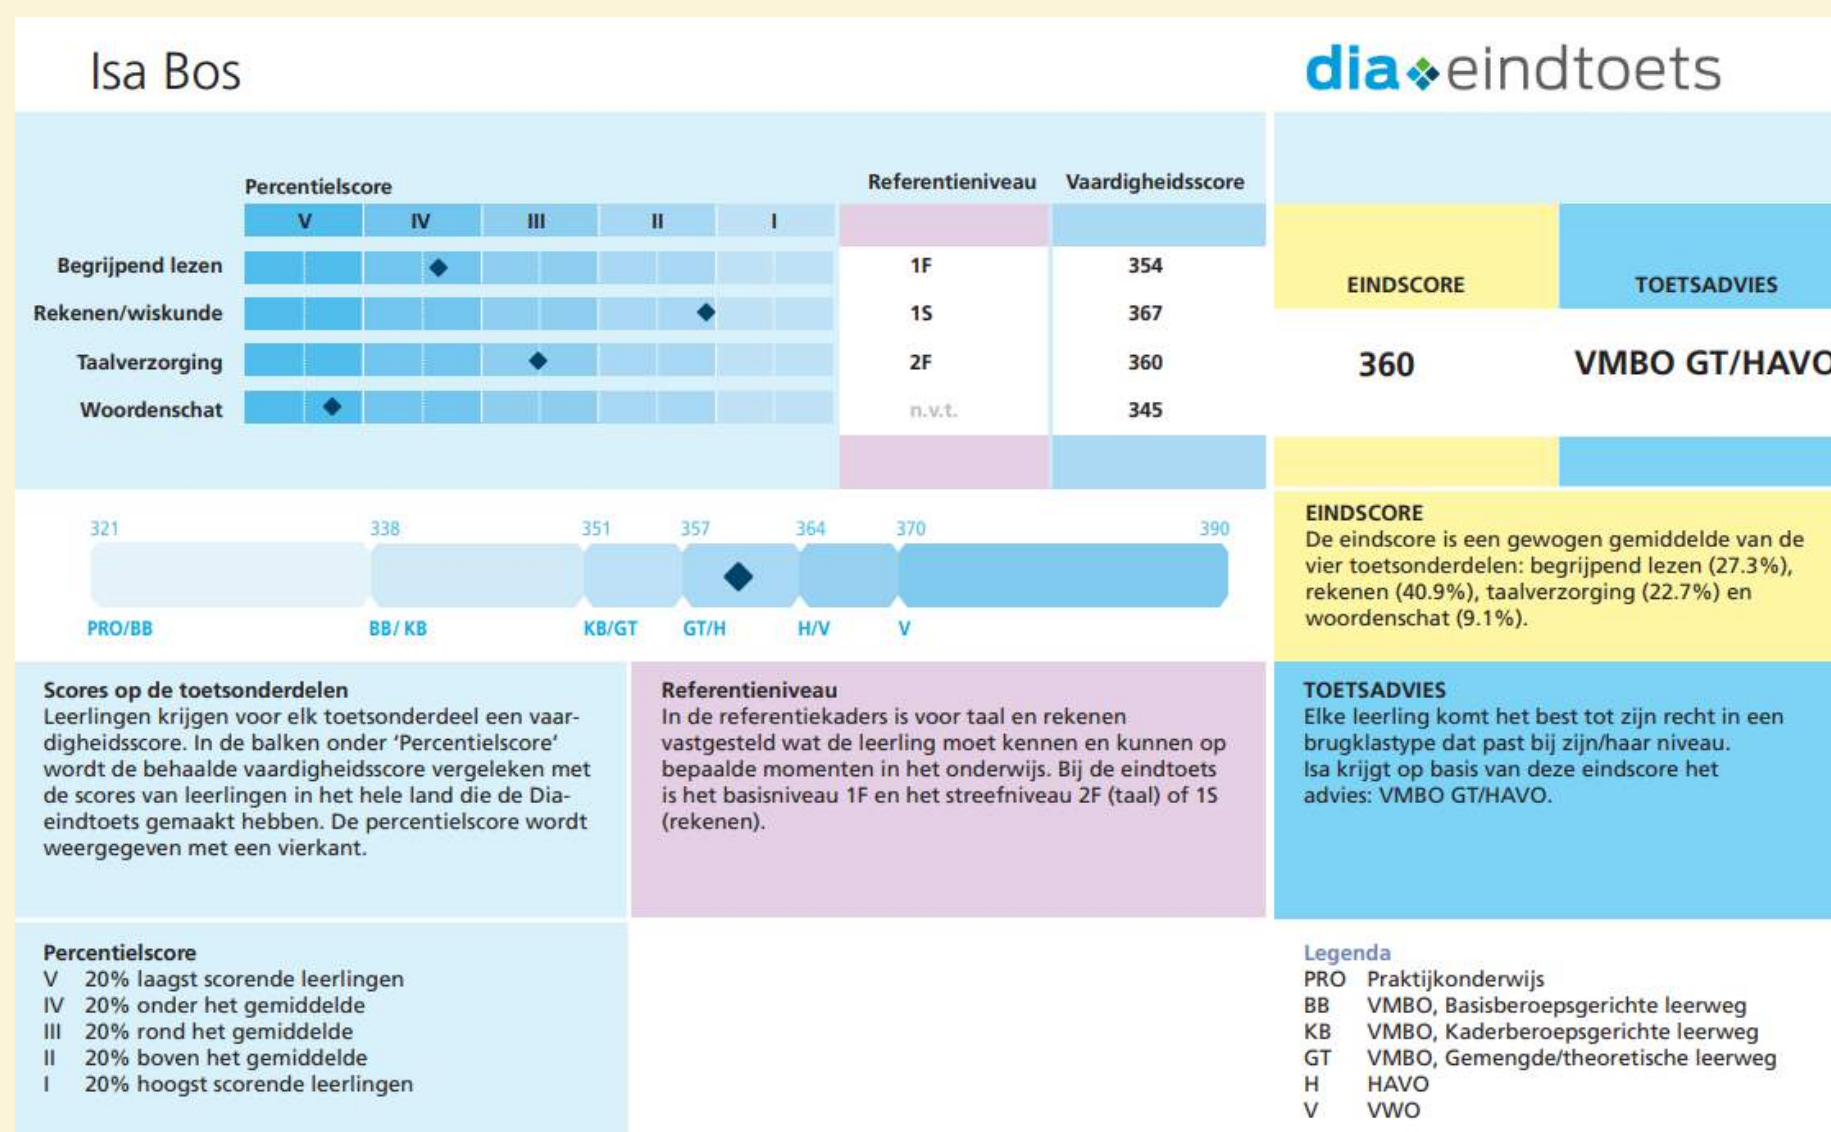 Isa Bos
dia eindtoets
Percentielscore
Referentieniveau
Vaardigheidsscore
V IV III II I
Begrijpend lezen 1F 354
Rekenen/wiskunde 1S 367
Taalverzorging 2F 360
Woordenschat n.v.t. 345
EINDSCORE
TOETSADVIES
360
VMBO GT/HAVO
321 338 351 357 364 370 390
PRO/BB BB/ KB KB/GT GT/H H/V V
EINDSCORE
De eindscore is een gewogen gemiddelde van de
vier toetsonderdelen: begrijpend lezen (27.3%),
rekenen (40.9%), taalverzorging (22.7%) en
woordenschat (9.1%).
Scores op de toetsonderdelen
Leerlingen krijgen voor elk toetsonderdeel een vaar-
digheidsscore. In de balken onder ‘Percentielscore’
wordt de behaalde vaardigheidsscore vergeleken met
de scores van leerlingen in het hele land die de Dia-
eindtoets gemaakt hebben. De percentielscore wordt
weergegeven met een vierkant.
Referentieniveau
In de referentiekaders is voor taal en rekenen
vastgesteld wat de leerling moet kennen en kunnen op
bepaalde momenten in het onderwijs. Bij de eindtoets
is het basisniveau 1F en het streefniveau 2F (taal) of 1S
(rekenen).
TOETSADVIES
Elke leerling komt het best tot zijn recht in een
brugklastype dat past bij zijn/haar niveau.
Isa krijgt op basis van deze eindscore het
advies: VMBO GT/HAVO.
Percentielscore
V 20% laagst scorende leerlingen
IV 20% onder het gemiddelde
III 20% rond het gemiddelde
II 20% boven het gemiddelde
I 20% hoogst scorende leerlingen
Legenda
PRO Praktijkonderwijs
BB VMBO, Basisberoepsgerichte leerweg
KB VMBO, Kaderberoepsgerichte leerweg
GT VMBO, Gemengde/theoretische leerweg
H HAVO
V VWO